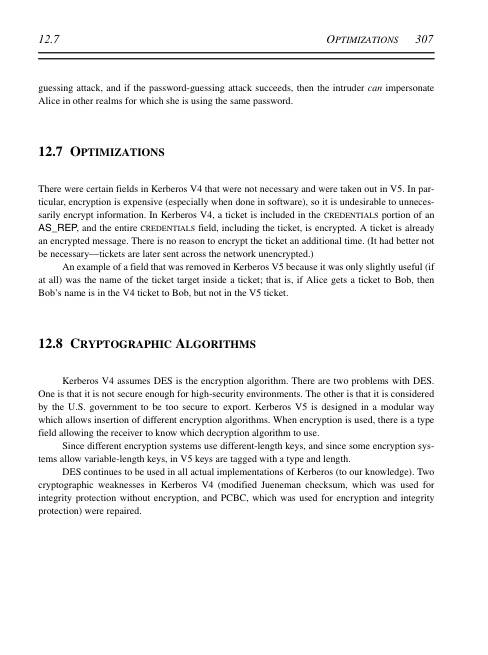 12.7 OPTIMIZATIONS 307
guessing attack, and if the password-guessing attack succeeds, then the intruder can impersonate
Alice in other realms for which she is using the same password.
12.7 OPTIMIZATIONS
There were certain fields in Kerberos V4 that were not necessary and were taken out in V5. In par-
ticular, encryption is expensive (especially when done in software), so it is undesirable to unneces-
sarily encrypt information. In Kerberos V4, a ticket is included in the CREDENTIALS portion of an
AS_REP, and the entire CREDENTIALS field, including the ticket, is encrypted. A ticket is already
an encrypted message. There is no reason to encrypt the ticket an additional time. (It had better not
be necessary—tickets are later sent across the network unencrypted.)
An example of a field that was removed in Kerberos V5 because it was only slightly useful (if
at all) was the name of the ticket target inside a ticket; that is, if Alice gets a ticket to Bob, then
Bob's name is in the V4 ticket to Bob, but not in the V5 ticket.
12.8 CRYPTOGRAPHIC ALGORITHMS
Kerberos V4 assumes DES is the encryption algorithm. There are two problems with DES.
One is that it is not secure enough for high-security environments. The other is that it is considered
by the U.S. government to be too secure to export. Kerberos V5 is designed in a modular way
which allows insertion of different encryption algorithms. When encryption is used, there is a type
field allowing the receiver to know which decryption algorithm to use.
Since different encryption systems use different-length keys, and since some encryption sys-
tems allow variable-length keys, in V5 keys are tagged with a type and length.
DES continues to be used in all actual implementations of Kerberos (to our knowledge). Two
cryptographic weaknesses in Kerberos V4 (modified Jueneman checksum, which was used for
integrity protection without encryption, and PCBC, which was used for encryption and integrity
protection) were repaired.